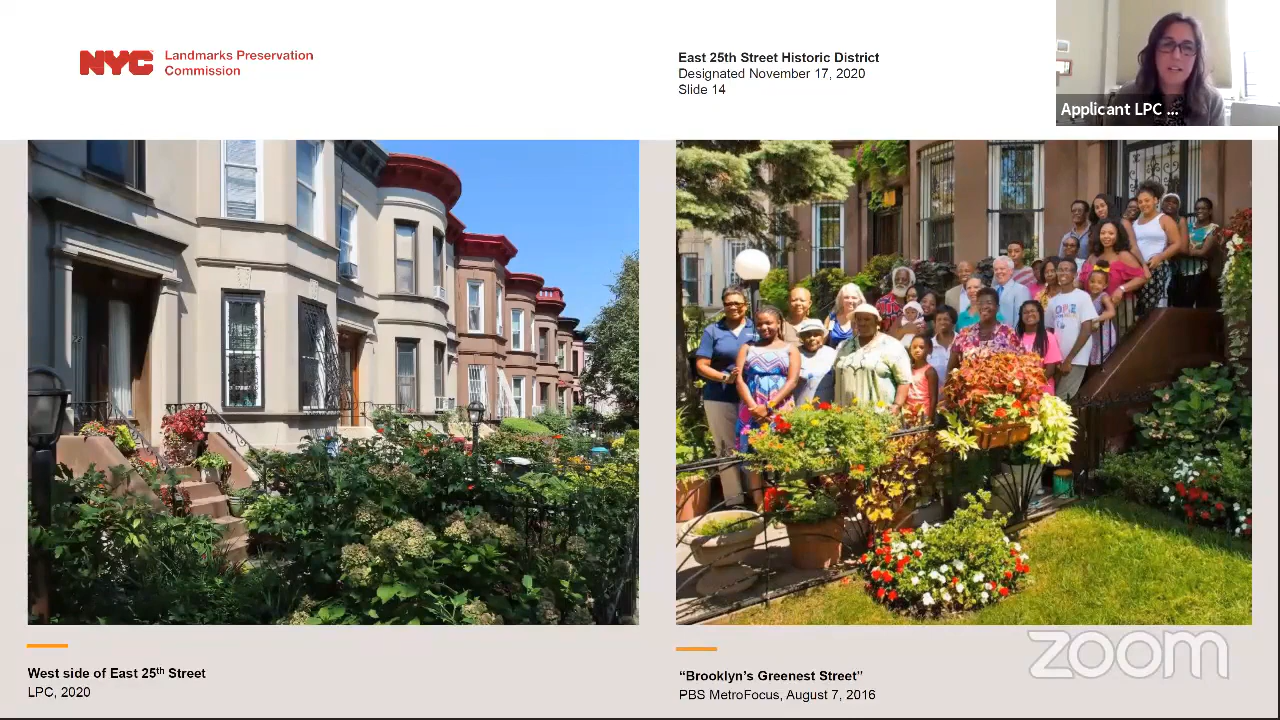 NYC Landmarks Preservation
Commission
East 25th Street Historic District
Designated November 17, 2020
Slide 14
Applicant LPC ...
West side of East 25th Street
LPC, 2020
“Brooklyn’s Greenest Street”
PBS MetroFocus, August 7, 2016
zoom